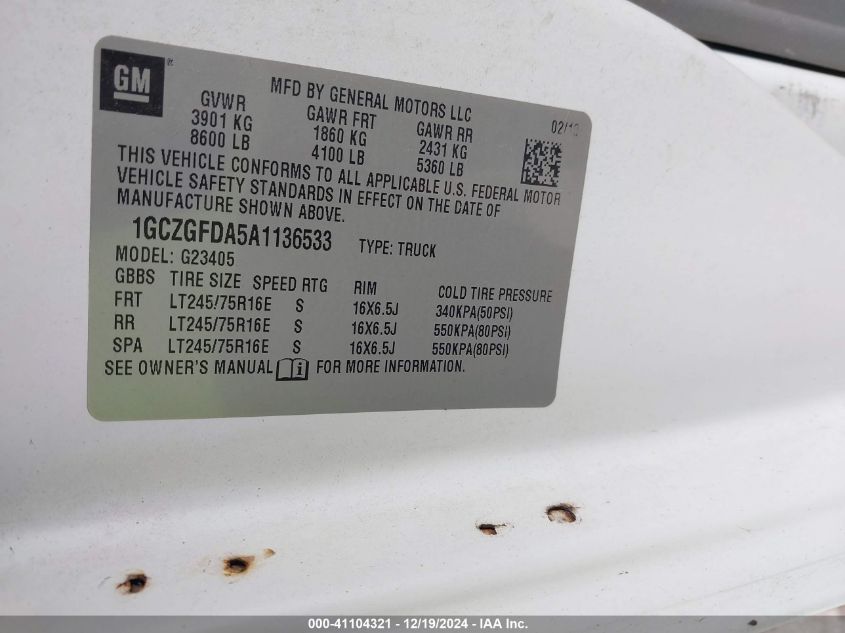 GM
MFD BY GENERAL MOTORS LLC
02/10
GVWR GAWR FRT GAWR RR
3901 KG 1860 KG 2431 KG
8600 LB 4100 LB 5360 LB
THIS VEHICLE CONFORMS TO ALL APPLICABLE U.S. FEDERAL MOTOR
VEHICLE SAFETY STANDARDS IN EFFECT ON THE DATE OF
MANUFACTURE SHOWN ABOVE.
1GCZGFDA5A1136533 TYPE: TRUCK
MODEL: G23405
GBBS TIRE SIZE SPEED RTG RIM COLD TIRE PRESSURE
FRT LT245/75R16E S 16X6.5J 340KPA(50PSI)
RR LT245/75R16E S 16X6.5J 550KPA(80PSI)
SPA LT245/75R16E S 16X6.5J 550KPA(80PSI)
SEE OWNER'S MANUAL i FOR MORE INFORMATION.
000-41104321 - 12/19/2024 - IAA Inc.